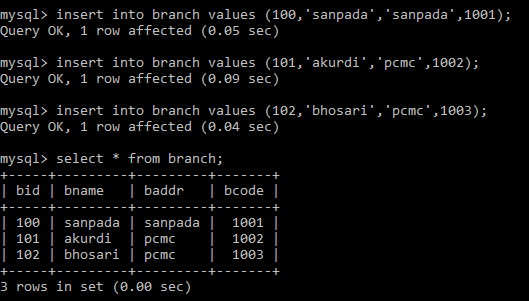 mysql> insert into branch values (100,'sanpada','sanpada',1001);
Query OK, 1 row affected (0.05 sec)
mysql> insert into branch values (101,'akurdi','pcmc',1002);
Query OK, 1 row affected (0.09 sec)
mysql> insert into branch values (102,'bhosari','pcmc',1003);
Query OK, 1 row affected (0.04 sec)
mysql> select * from branch;
+-----+---------+---------+-------+
| bid | bname   | baddr   | bcode |
+-----+---------+---------+-------+
| 100 | sanpada | sanpada |  1001 |
| 101 | akurdi  | pcmc    |  1002 |
| 102 | bhosari | pcmc    |  1003 |
+-----+---------+---------+-------+
3 rows in set (0.00 sec)